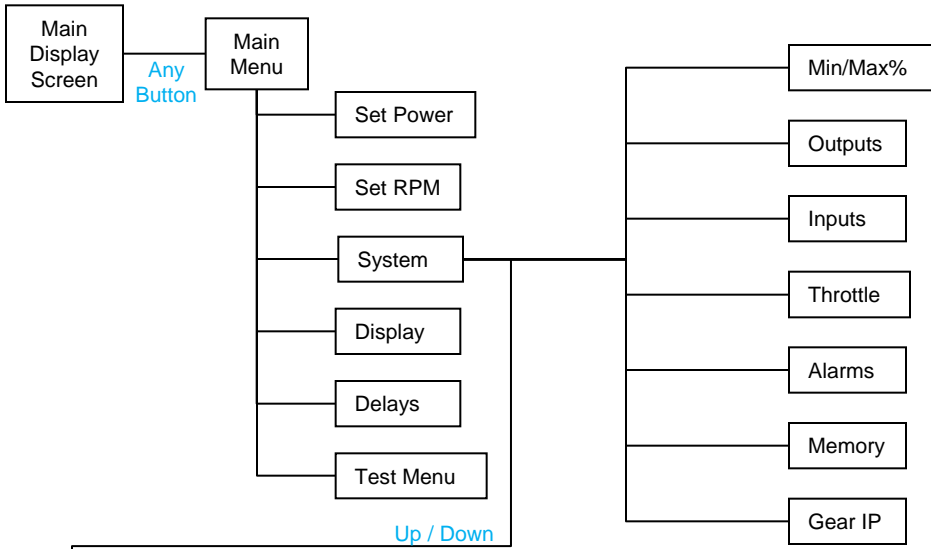 Main
Display
Screen
Any
Button
Main
Menu
Set Power
Set RPM
System
Display
Delays
Test Menu
Up / Down
Min/Max%
Outputs
Inputs
Throttle
Alarms
Memory
Gear IP